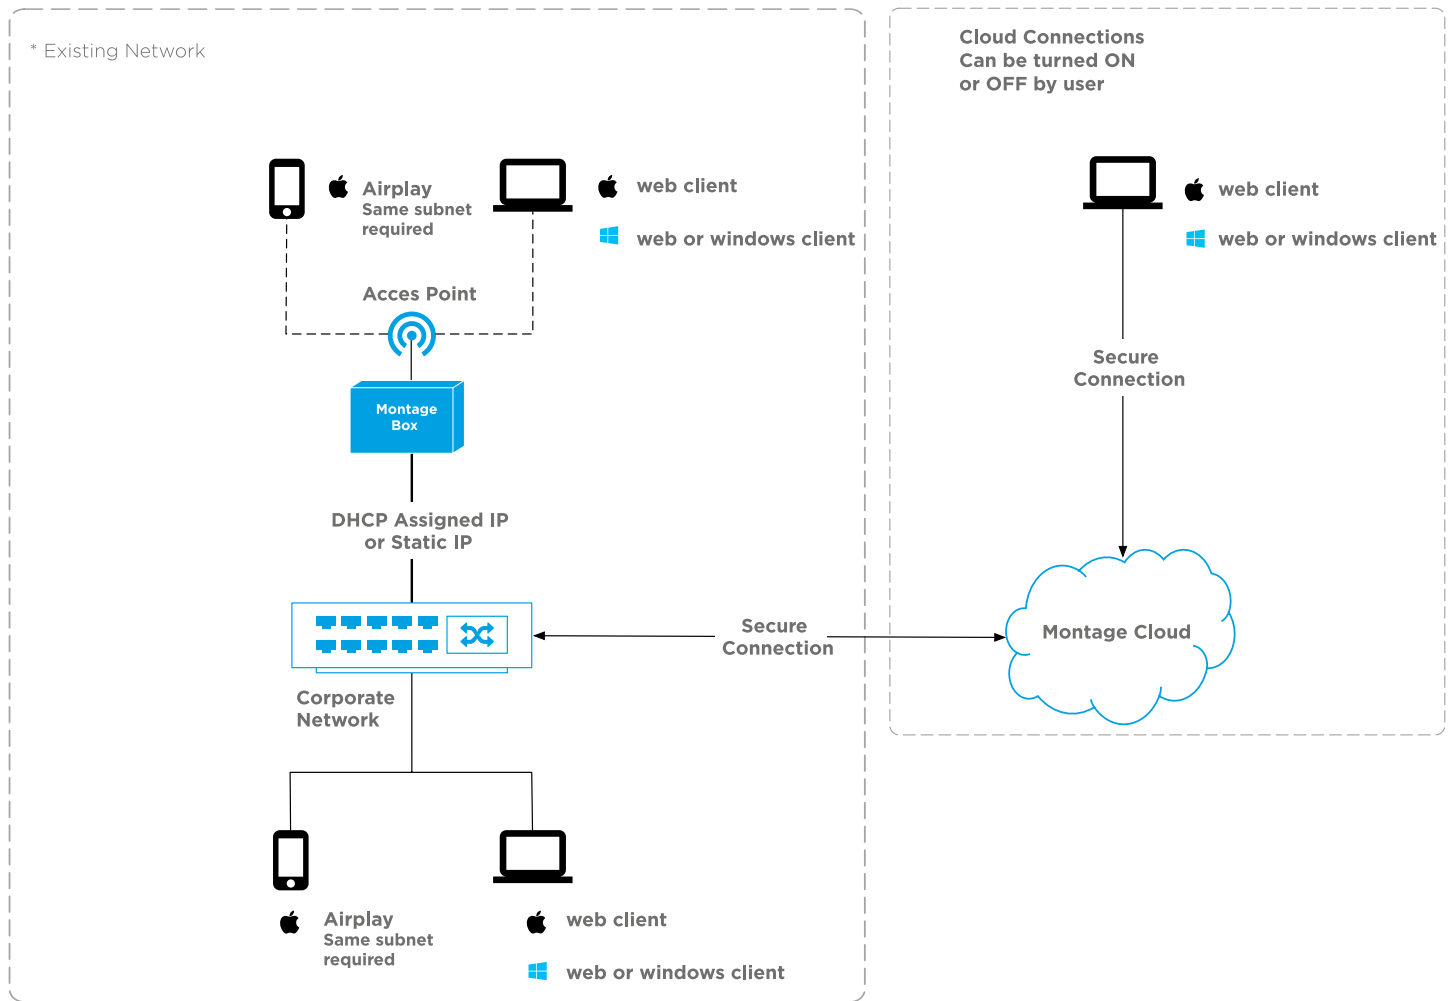 * Existing Network
Cloud Connections
Can be turned ON
or OFF by user
Airplay
Same subnet
required
web client
web or windows client
web client
web or windows client
Acces Point
Montage
Box
Secure
Connection
DHCP Assigned IP
or Static IP
Secure
Connection
Montage Cloud
Corporate
Network
Airplay
Same subnet
required
web client
web or windows client